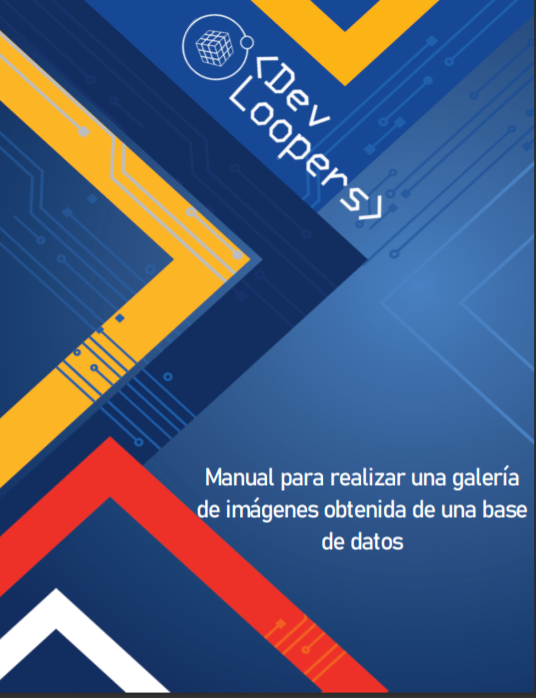 <Dev
Loopers>
Manual para realizar una galería
de imágenes obtenida de una base
de datos